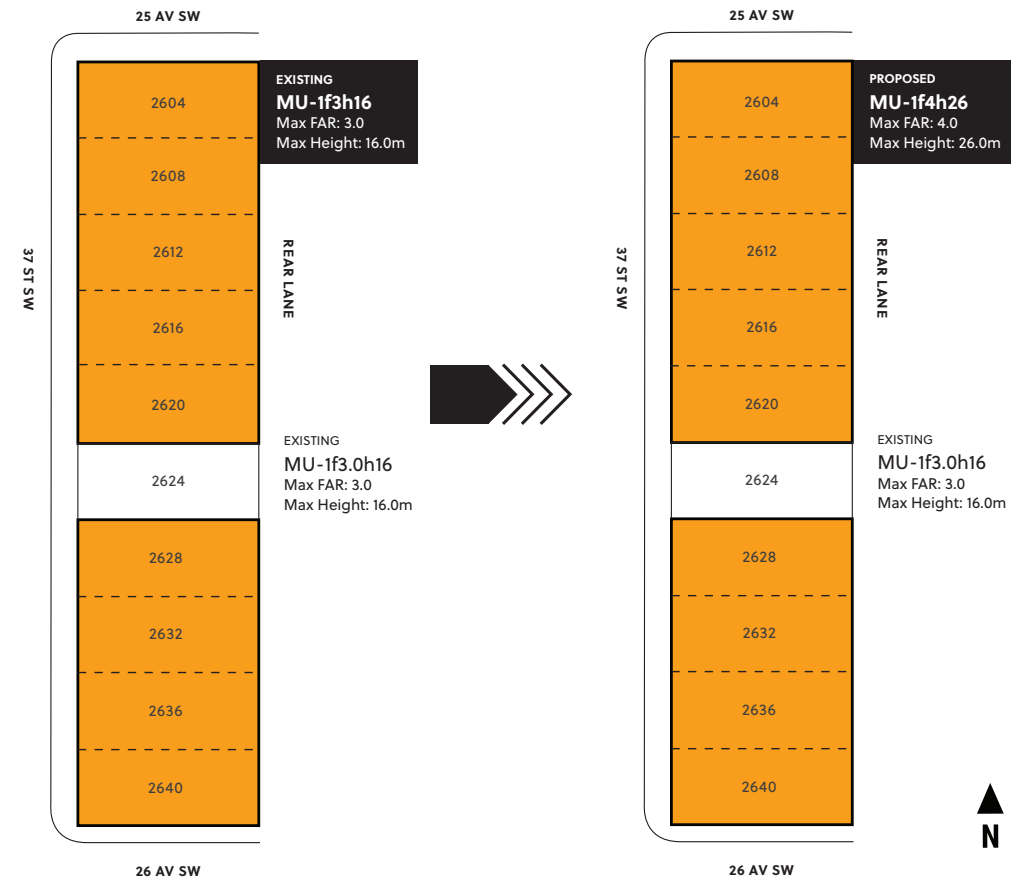 25 AV SW
EXISTING
MU-1f3h16
Max FAR: 3.0
Max Height: 16.0m
2604
2608
2612
2616
2620
2624
2628
2632
2636
2640
37 ST SW
REAR LANE
EXISTING
MU-1f3.0h16
Max FAR: 3.0
Max Height: 16.0m
26 AV SW
25 AV SW
PROPOSED
MU-1f4h26
Max FAR: 4.0
Max Height: 26.0m
2604
2608
2612
2616
2620
2624
2628
2632
2636
2640
37 ST SW
REAR LANE
EXISTING
MU-1f3.0h16
Max FAR: 3.0
Max Height: 16.0m
26 AV SW
N